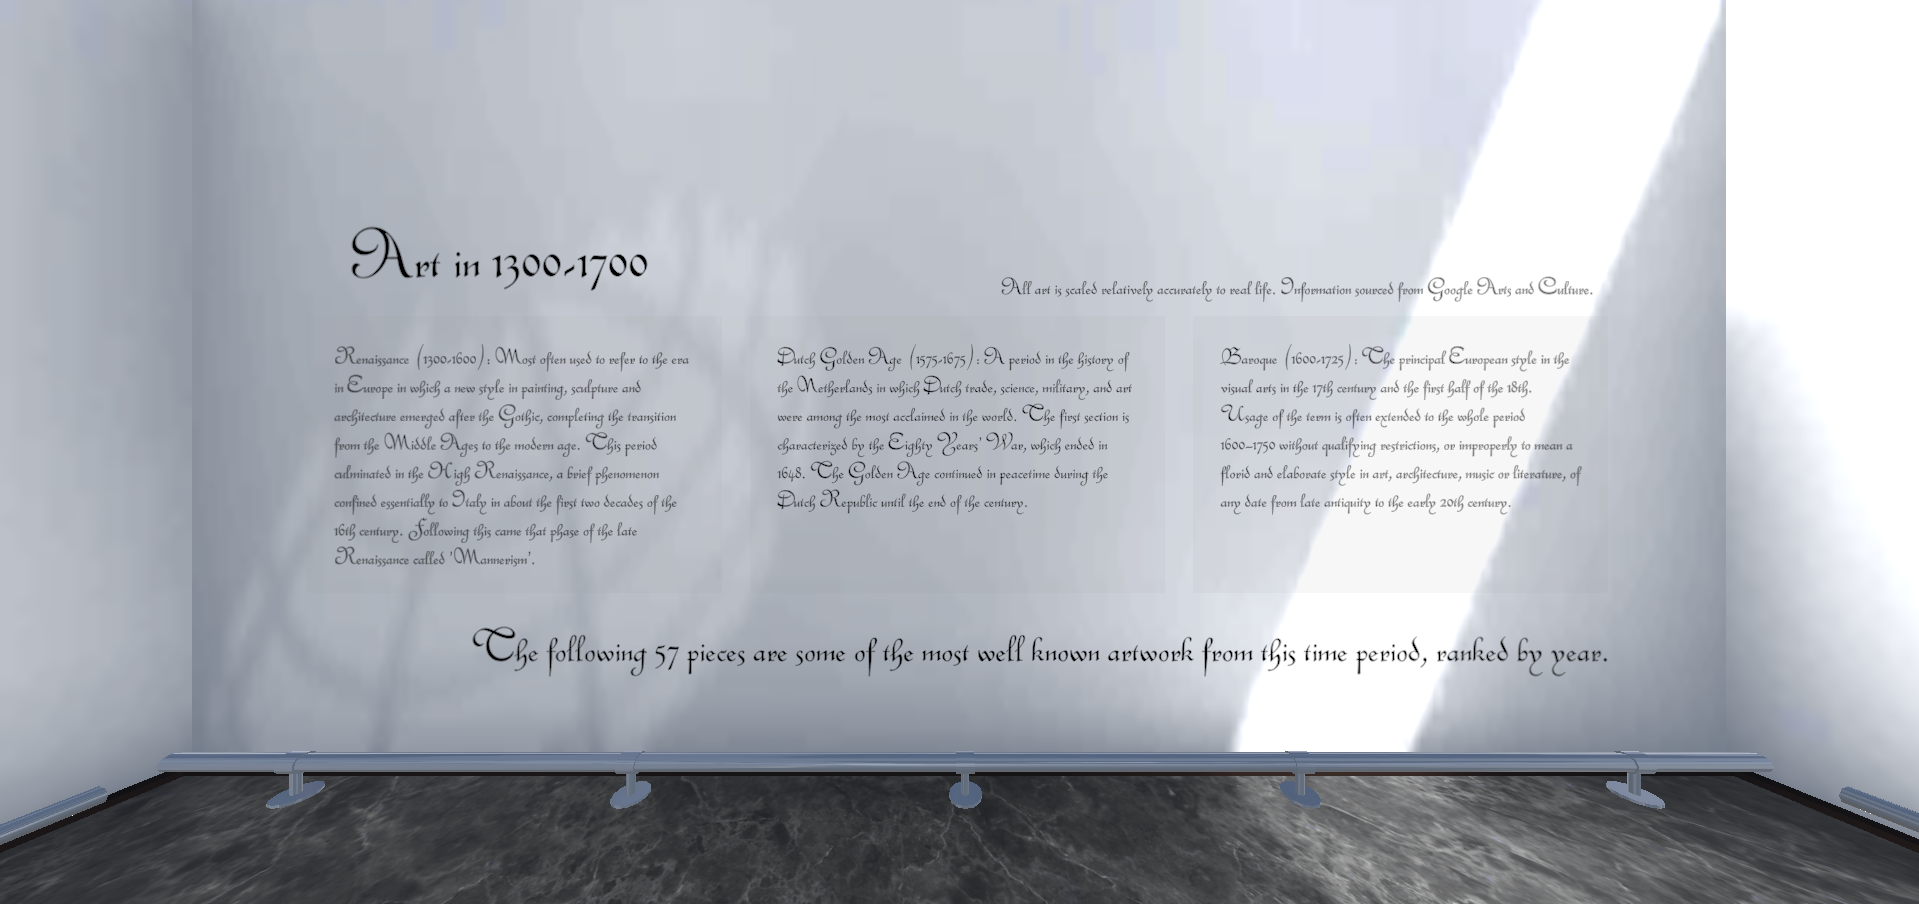 Art in 1300-1700
All art is scaled relatively accurately to real life. Information sourced from Google Arts and Culture.
Renaissance (1300-1600): Most often used to refer to the era
in Europe in which a new style in painting, sculpture and
architecture emerged after the Gothic, completing the transition
from the Middle Ages to the modern age. This period
culminated in the High Renaissance, a brief phenomenon
confined essentially to Italy in about the first two decades of the
16th century. Following this came that phase of the late
Renaissance called 'Mannerism'.
Dutch Golden Age (1575-1675): A period in the history of
the Netherlands in which Dutch trade, science, military, and art
were among the most acclaimed in the world. The first section is
characterized by the Eighty Years' War, which ended in
1648. The Golden Age continued in peacetime during the
Dutch Republic until the end of the century.
Baroque (1600-1725): The principal European style in the
visual arts in the 17th century and the first half of the 18th.
Usage of the term is often extended to the whole period
1600–1750 without qualifying restrictions, or improperly to mean a
florid and elaborate style in art, architecture, music or literature, of
any date from late antiquity to the early 20th century.
The following 57 pieces are some of the most well known artwork from this time period, ranked by year.